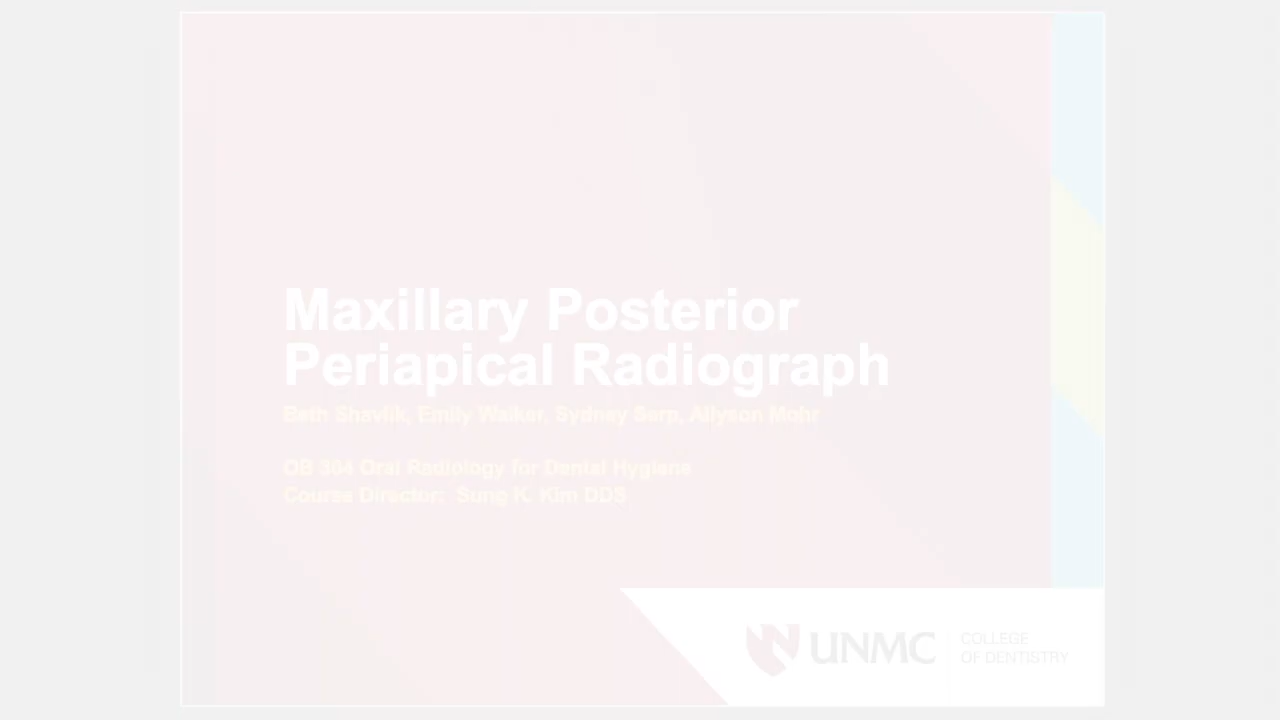 Maxillary Posterior
Periapical Radiograph
Beth Shavlik, Emily Walker, Sydney Sarp, Allyson Mohr
OB 304 Oral Radiology for Dental Hygiene
Course Director: Sung K. Kim DDS
UNMC
COLLEGE
OF DENTISTRY